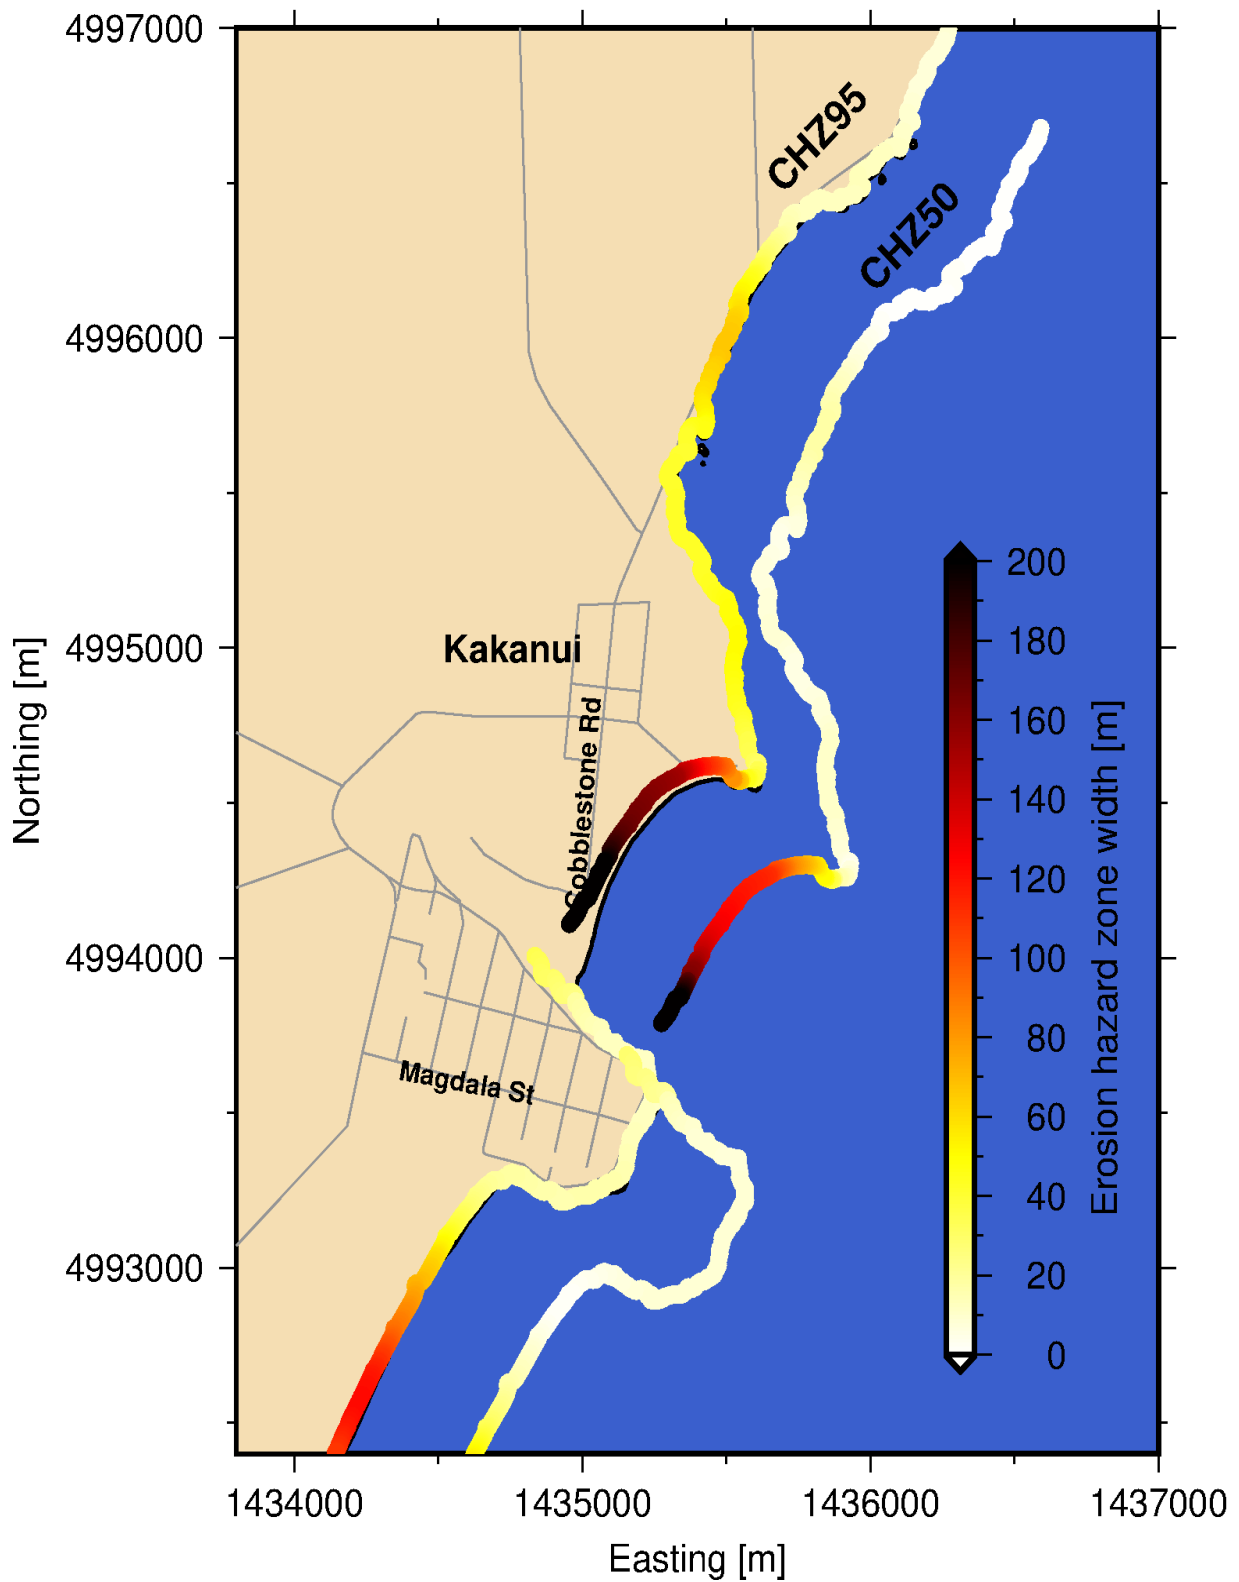 4997000
4996000
4995000
4994000
4993000
Northing [m]
CHZ95
CHZ50
Kakanui
Cobblestone Rd
Magdala St
200
180
160
140
120
100
80
60
40
20
0
Erosion hazard zone width [m]
1434000
1435000
1436000
1437000
Easting [m]